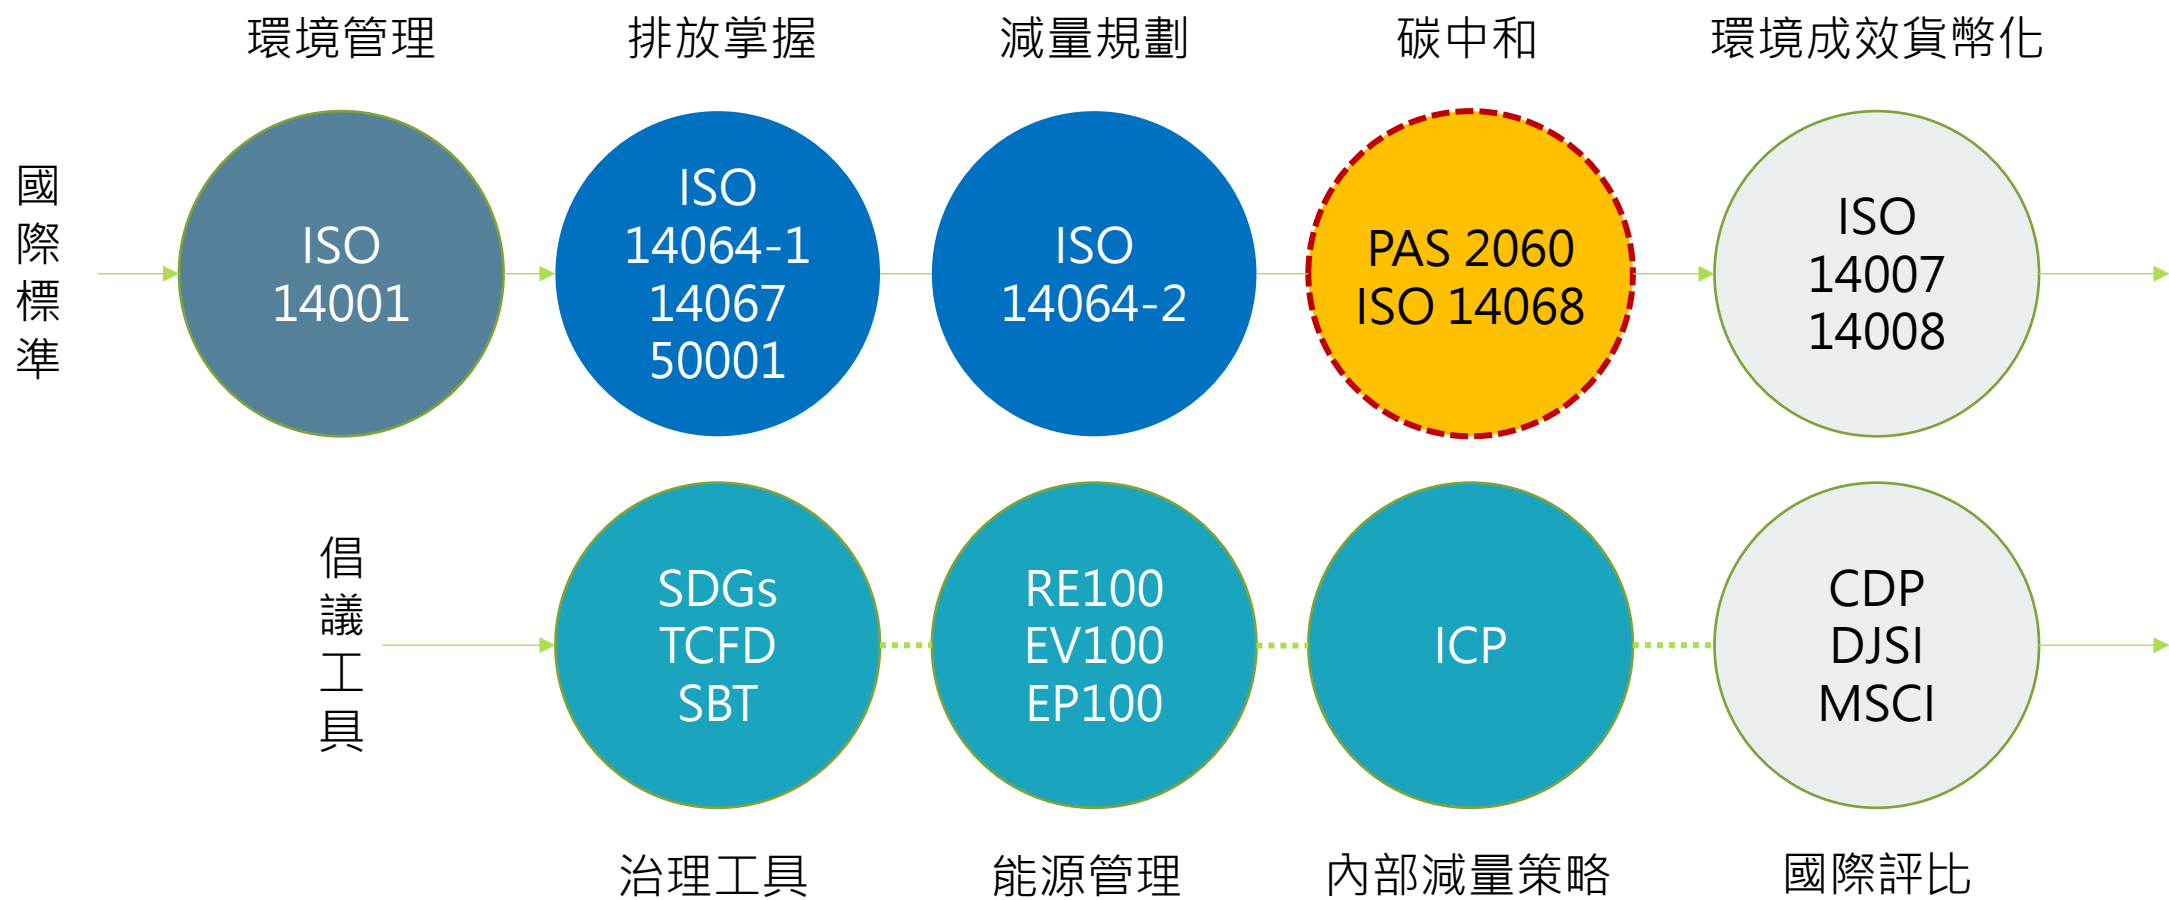 環境管理
排放掌握
減量規劃
碳中和
環境成效貨幣化
國際標準
ISO
14001
ISO
14064-1
14067
50001
ISO
14064-2
PAS 2060
ISO 14068
ISO
14007
14008
倡議工具
SDGs
TCFD
SBT
RE100
EV100
EP100
ICP
CDP
DJSI
MSCI
治理工具
能源管理
內部減量策略
國際評比